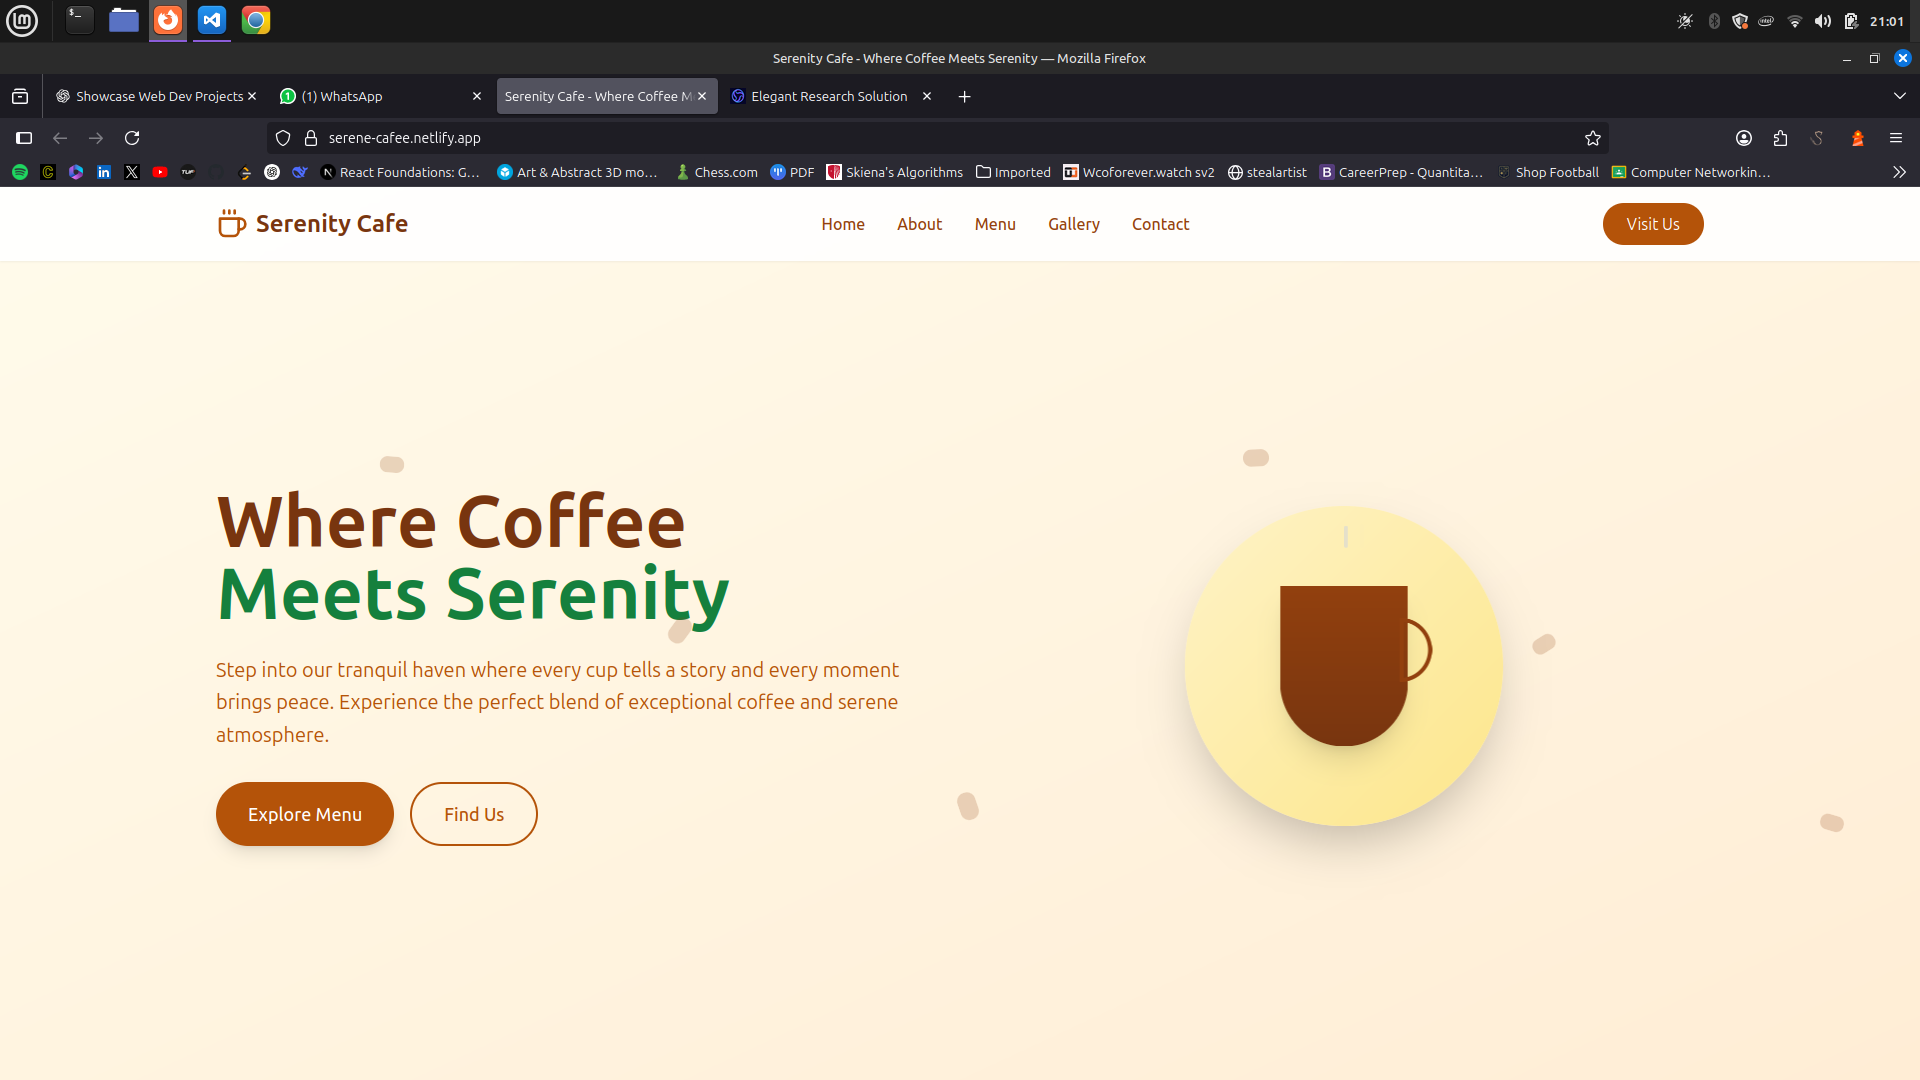 21:01
Serenity Cafe - Where Coffee Meets Serenity — Mozilla Firefox
Showcase Web Dev Projects
(1) WhatsApp
Serenity Cafe - Where Coffee M
Elegant Research Solution
serene-cafee.netlify.app
React Foundations: G…
Art & Abstract 3D mo…
Chess.com
PDF
Skiena's Algorithms
Imported
Wcoforever.watch sv2
stealartist
CareerPrep - Quantita…
Shop Football
Computer Networkin…
Serenity Cafe
Home
About
Menu
Gallery
Contact
Visit Us
Where Coffee
Meets Serenity
Step into our tranquil haven where every cup tells a story and every moment
brings peace. Experience the perfect blend of exceptional coffee and serene
atmosphere.
Explore Menu
Find Us